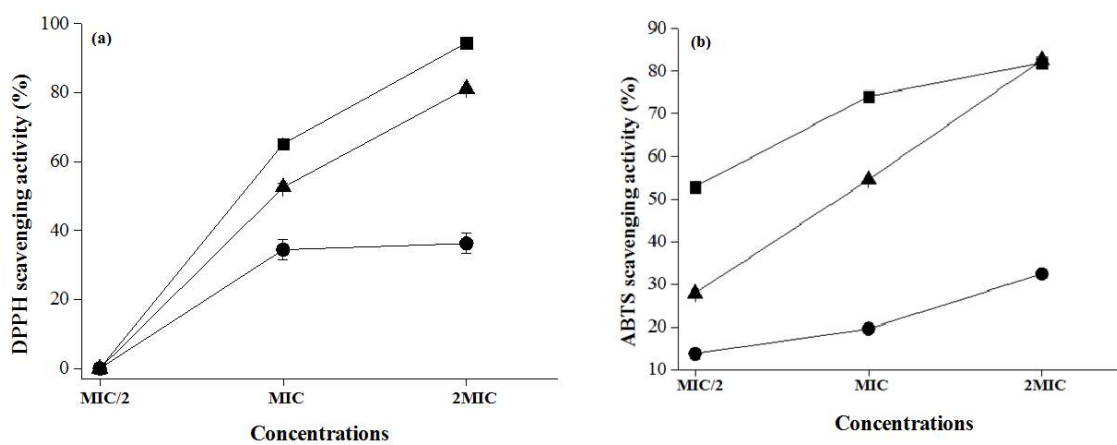 (a)
DPPH scavenging activity (%)
100
80
60
40
20
0
MIC/2 MIC 2MIC
Concentrations
(b)
ABTS scavenging activity (%)
90
80
70
60
50
40
30
20
10
MIC/2 MIC 2MIC
Concentrations